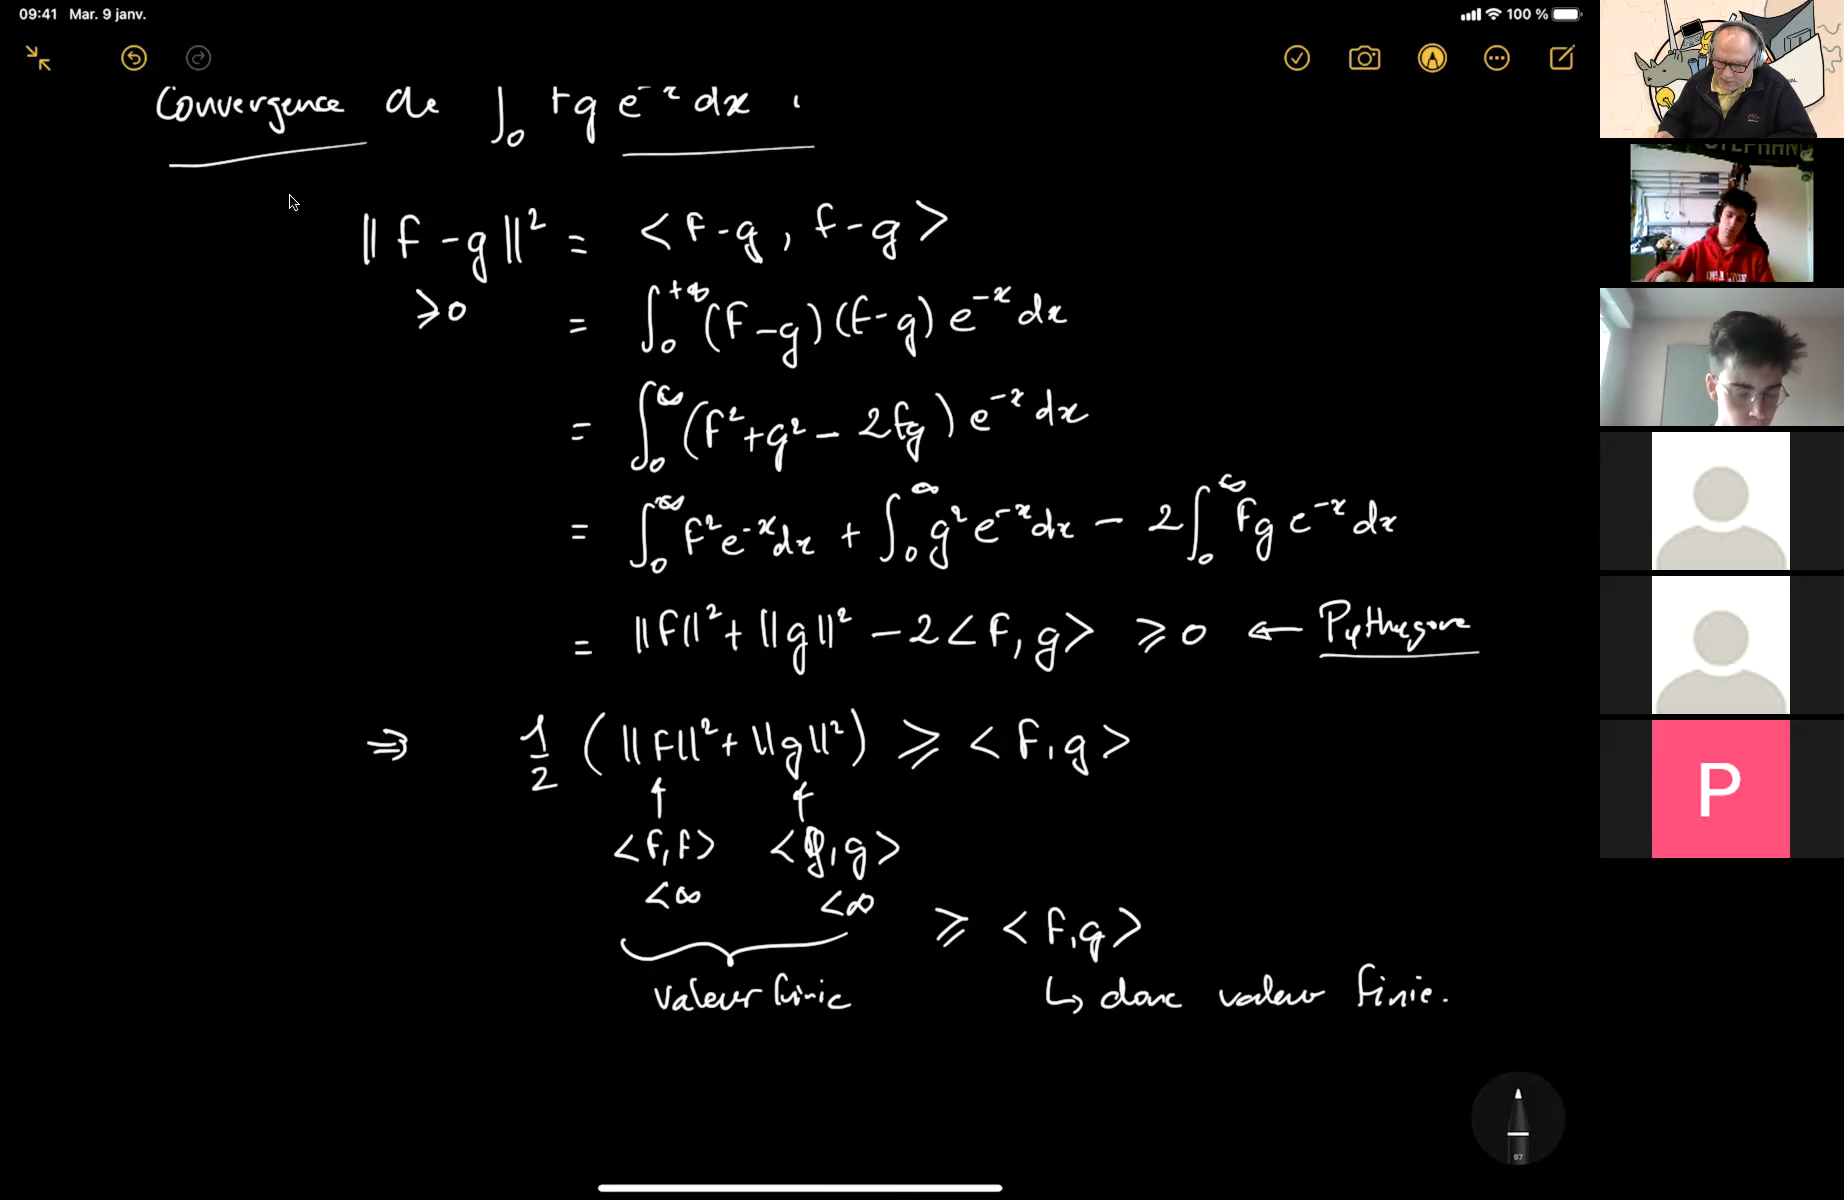 09:41 Mar. 9 janv.
100 %
Convergence de ∫₀ fg e⁻ˣ dx .
‖f-g‖² = <f-g, f-g>
≥0
= ∫₀^{+∞} (f-g)(f-g) e⁻ˣ dx
= ∫₀^∞ (f²+g² - 2fg) e⁻ˣ dx
= ∫₀^∞ f² e⁻ˣ dx + ∫₀^∞ g² e⁻ˣ dx - 2∫₀^∞ fg e⁻ˣ dx
= ‖f‖² + ‖g‖² - 2<f,g> ≥0 ← Pythagore
⇒ 1/2 (‖f‖² + ‖g‖²) ≥ <f,g>
↑ ↑
<f,f> <g,g>
<∞ <∞
≥ <f,g>
valeur finie ↳ donc valeur finie.
97
P